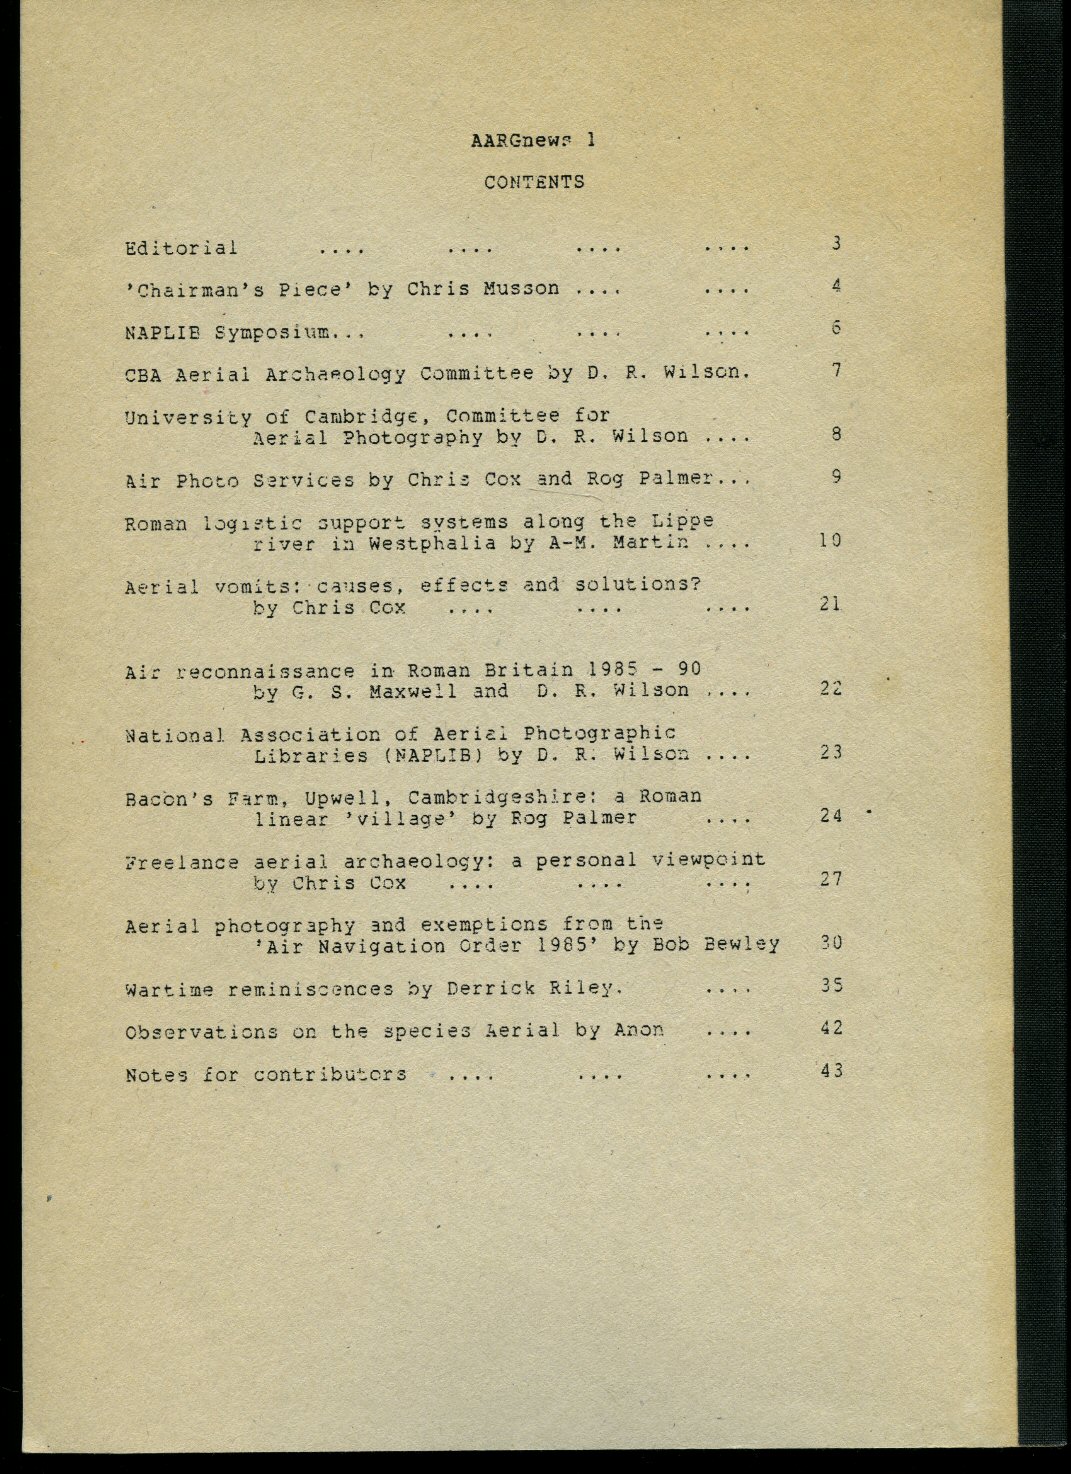 AARGnews 1
CONTENTS
Editorial .... .... .... .... 3
'Chairman's Piece' by Chris Musson .... .... 4
NAPLIB Symposium... .... .... .... 6
CBA Aerial Archaeology Committee by D. R. Wilson. 7
University of Cambridge, Committee for
Aerial Photography by D. R. Wilson .... 8
Air Photo Services by Chris Cox and Rog Palmer... 9
Roman logistic support systems along the Lippe
river in Westphalia by A-M. Martin .... 10
Aerial vomits: causes, effects and solutions?
by Chris Cox .... .... .... 21
Air reconnaissance in Roman Britain 1985 - 90
by G. S. Maxwell and D. R. Wilson .... 22
National Association of Aerial Photographic
Libraries (NAPLIB) by D. R. Wilson .... 23
Bacon's Farm, Upwell, Cambridgeshire: a Roman
linear 'village' by Rog Palmer .... 24
Freelance aerial archaeology: a personal viewpoint
by Chris Cox .... .... .... 27
Aerial photography and exemptions from the
'Air Navigation Order 1985' by Bob Bewley 30
Wartime reminiscences by Derrick Riley. .... 35
Observations on the species Aerial by Anon .... 42
Notes for contributors .... .... .... 43